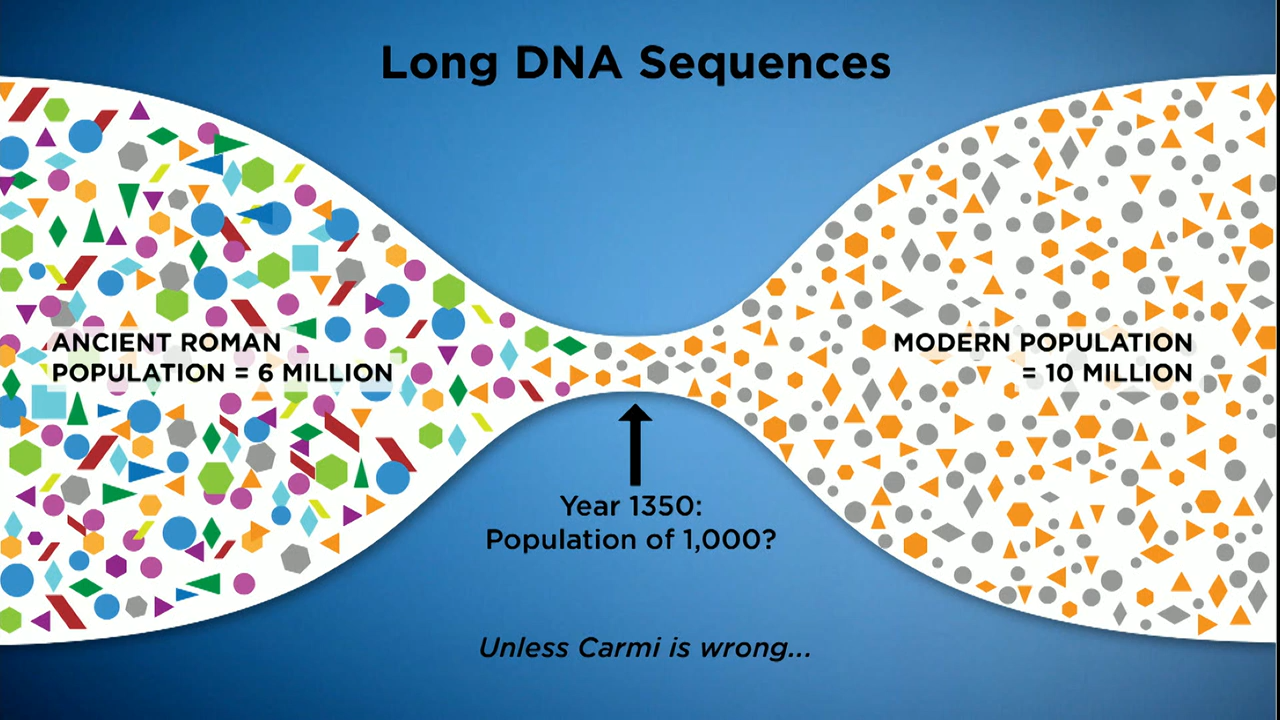 Long DNA Sequences
ANCIENT ROMAN
POPULATION = 6 MILLION
MODERN POPULATION
= 10 MILLION
Year 1350:
Population of 1,000?
Unless Carmi is wrong...